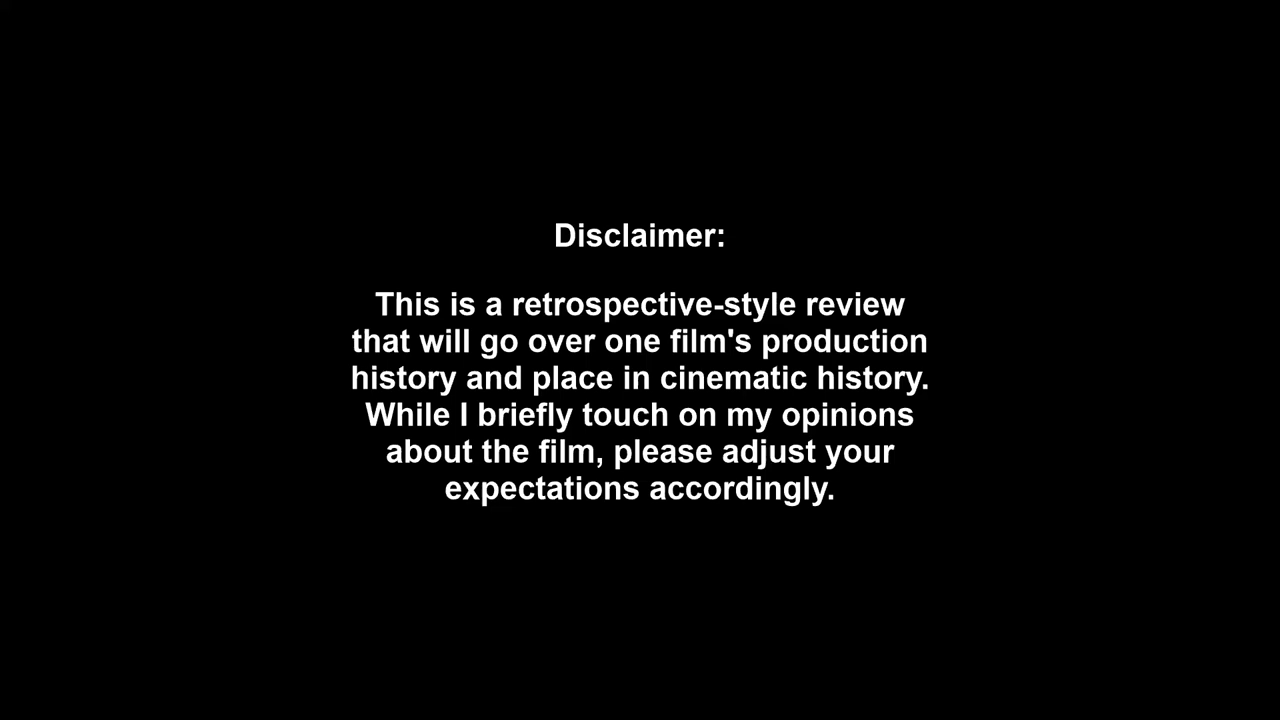 Disclaimer:
This is a retrospective-style review
that will go over one film's production
history and place in cinematic history.
While I briefly touch on my opinions
about the film, please adjust your
expectations accordingly.